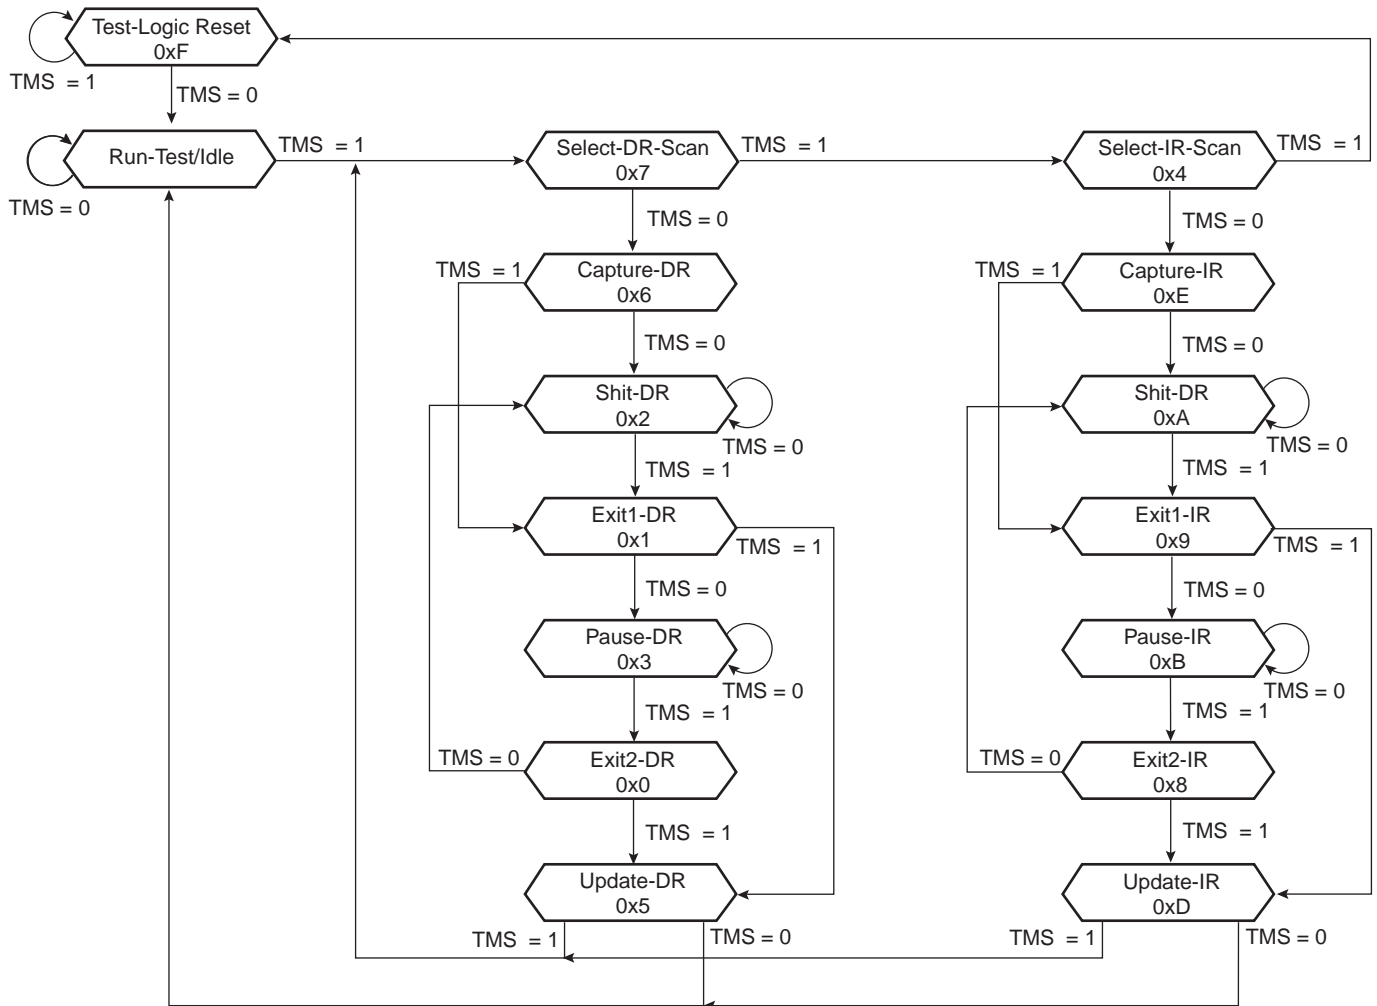 Test-Logic Reset
0xF
TMS = 1
TMS = 0
Run-Test/Idle
TMS = 0
TMS = 1
Select-DR-Scan
0x7
TMS = 1
Select-IR-Scan
0x4
TMS = 1
TMS = 0
TMS = 0
TMS = 1
Capture-DR
0x6
TMS = 0
TMS = 1
Capture-IR
0xE
TMS = 0
Shit-DR
0x2
TMS = 0
TMS = 1
Shit-DR
0xA
TMS = 0
TMS = 1
Exit1-DR
0x1
TMS = 1
TMS = 0
Exit1-IR
0x9
TMS = 1
TMS = 0
Pause-DR
0x3
TMS = 0
TMS = 1
Pause-IR
0xB
TMS = 0
TMS = 1
TMS = 0
Exit2-DR
0x0
TMS = 1
TMS = 0
Exit2-IR
0x8
TMS = 1
Update-DR
0x5
TMS = 1
TMS = 0
Update-IR
0xD
TMS = 1
TMS = 0